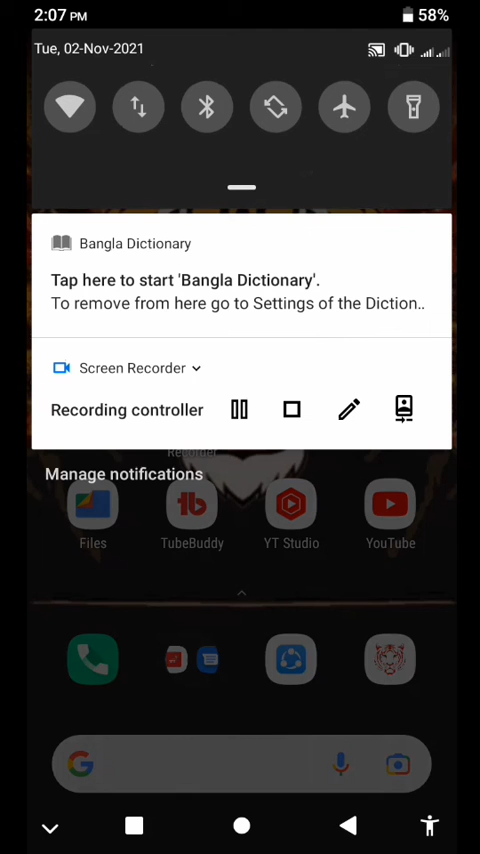 2:07 PM
58%
Tue, 02-Nov-2021
Bangla Dictionary
Tap here to start 'Bangla Dictionary'.
To remove from here go to Settings of the Diction..
Screen Recorder
Recording controller
Recorder
Manage notifications
Files
TubeBuddy
YT Studio
YouTube